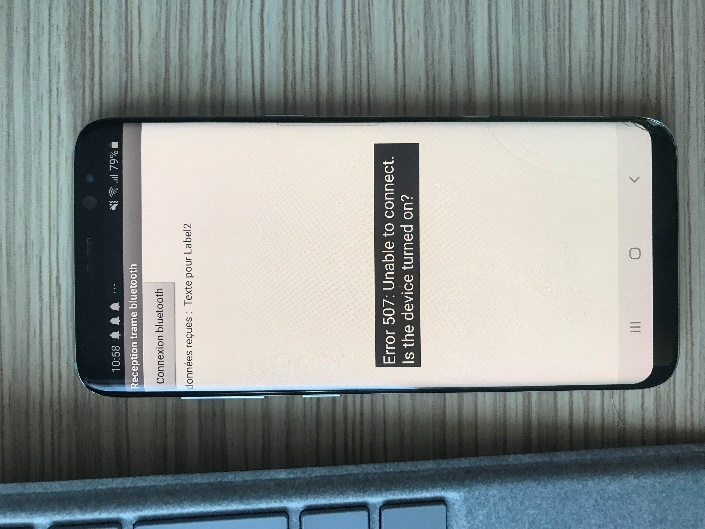 10:58 79%
Reception trame bluetooth
Connexion bluetooth
données reçues : Texte pour Label2
Error 507: Unable to connect.
Is the device turned on?